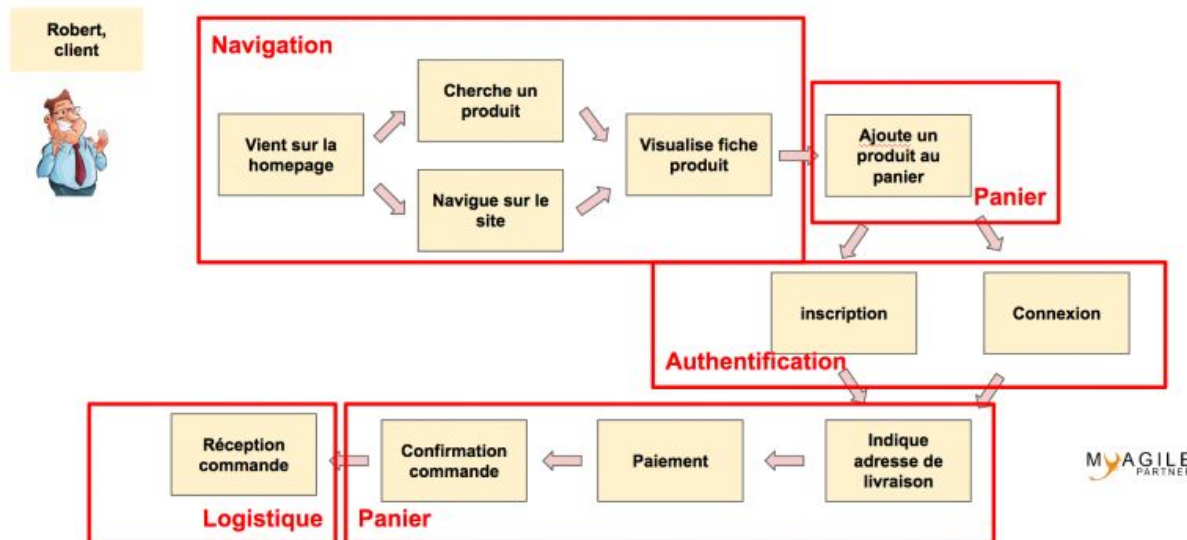 Robert,
client
Navigation
Vient sur la
homepage
Cherche un
produit
Navigue sur le
site
Visualise fiche
produit
Ajoute un
produit au
panier
Panier
inscription
Connexion
Authentification
Réception
commande
Logistique
Confirmation
commande
Panier
Paiement
Indique
adresse de
livraison
MYAGILE
PARTNER